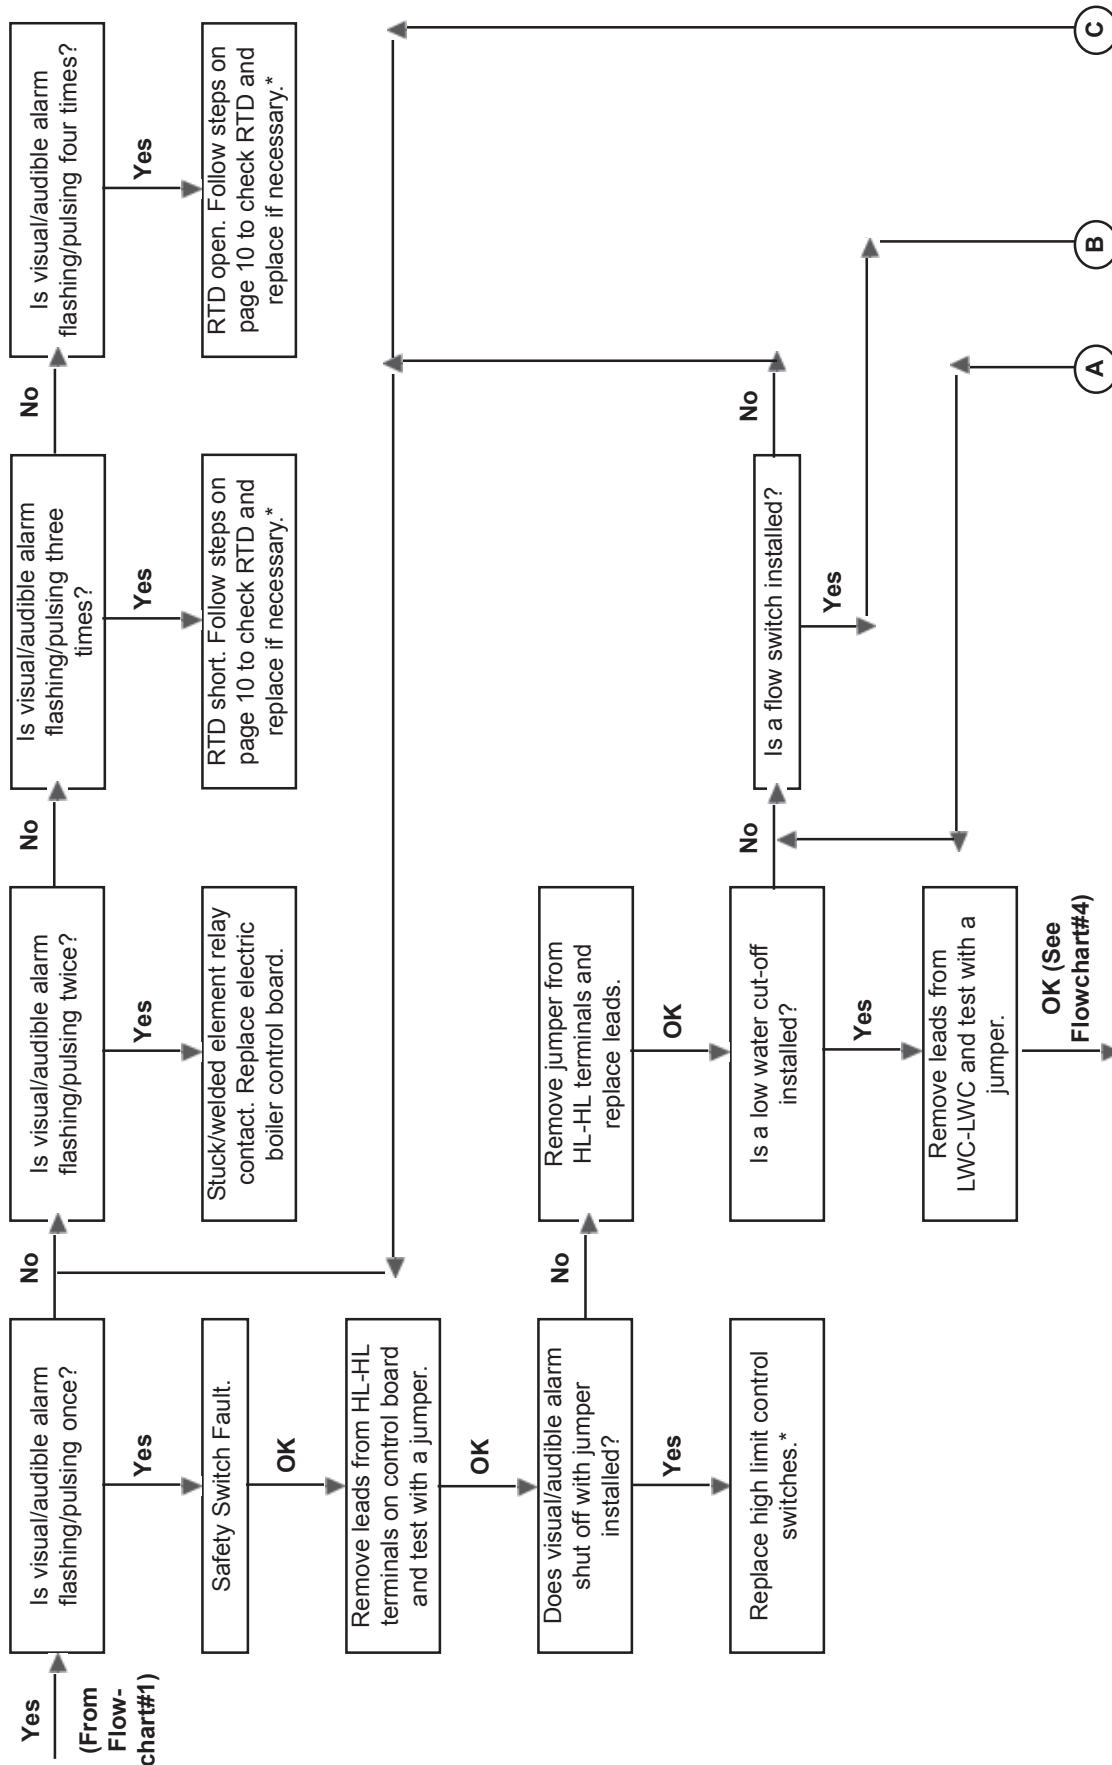 Yes
(From
Flow-
chart#1)
Is visual/audible alarm
flashing/pulsing once?
No
Is visual/audible alarm
flashing/pulsing twice?
No
Is visual/audible alarm
flashing/pulsing three
times?
No
Is visual/audible alarm
flashing/pulsing four times?
Yes
Yes
Yes
Yes
Safety Switch Fault.
Stuck/welded element relay
contact. Replace electric
boiler control board.
RTD short. Follow steps on
page 10 to check RTD and
replace if necessary.*
RTD open. Follow steps on
page 10 to check RTD and
replace if necessary.*
OK
Remove leads from HL-HL
terminals on control board
and test with a jumper.
OK
Does visual/audible alarm
shut off with jumper
installed?
No
Remove jumper from
HL-HL terminals and
replace leads.
Yes
OK
Replace high limit control
switches.*
Is a low water cut-off
installed?
No
Is a flow switch installed?
No
Yes
Yes
Remove leads from
LWC-LWC and test with a
jumper.
OK (See
Flowchart#4)
A
B
C